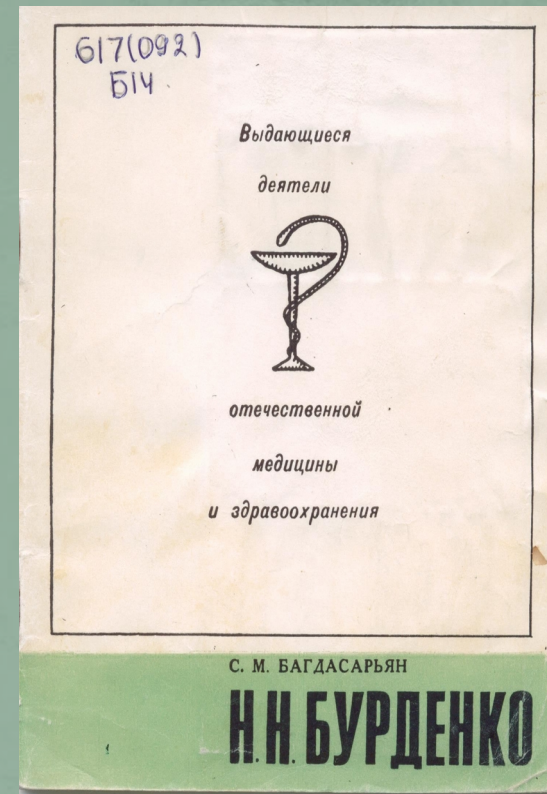 617(092)
Б14
Выдающиеся
деятели
отечественной
медицины
и здравоохранения
С. М. БАГДАСАРЬЯН
Н. Н. БУРДЕНКО